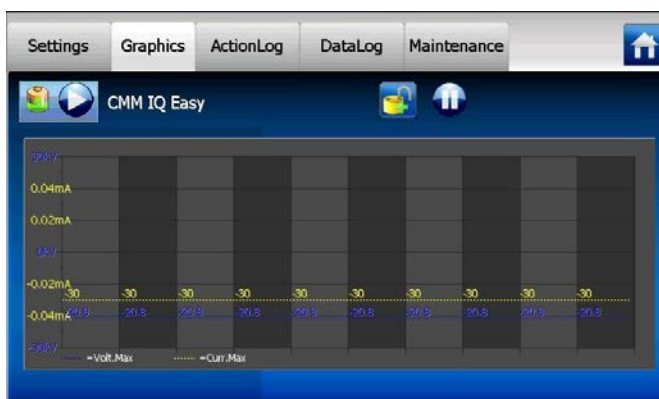 Settings Graphics ActionLog DataLog Maintenance
CMM IQ Easy
0.04mA
0.02mA
0kV
-0.02mA
-30 -30 -30 -30 -30 -30 -30 -30 -30 -30
-0.04mA -20.8 -20.8 -20.8 -20.8 -20.8 -20.8 -20.8 -20.8 -20.8 -20.8
=Volt.Max =Curr.Max